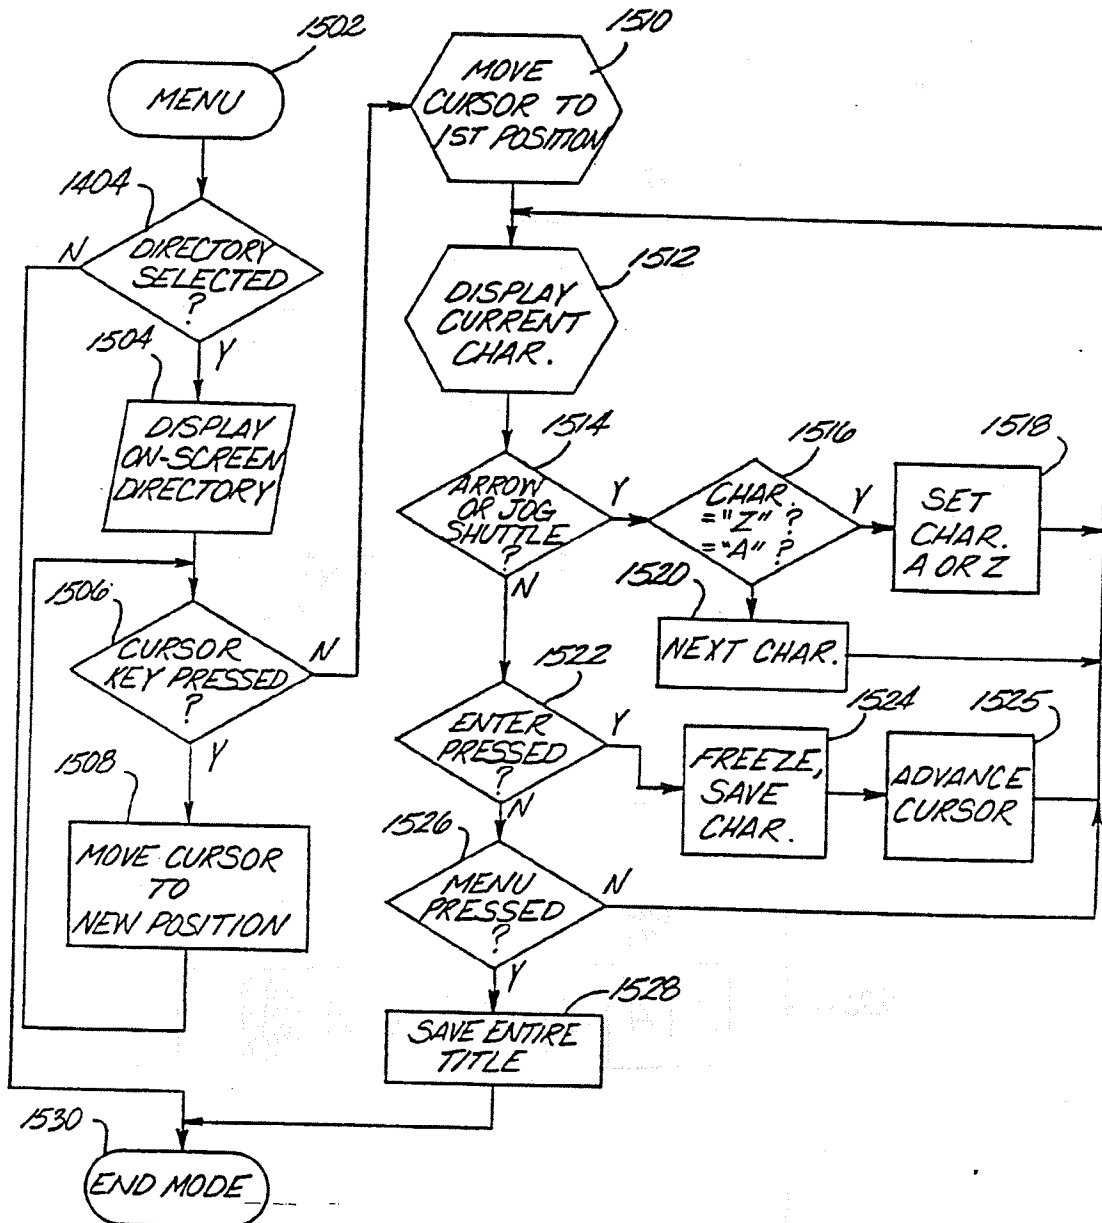 1502
MENU
1404
N
DIRECTORY
SELECTED
?
Y
1504
DISPLAY
ON-SCREEN
DIRECTORY
1506
CURSOR
KEY PRESSED
?
N
Y
1508
MOVE CURSOR
TO
NEW POSITION
1510
MOVE
CURSOR TO
1ST POSITION
1512
DISPLAY
CURRENT
CHAR.
1514
ARROW
OR JOG
SHUTTLE
?
Y
N
1516
CHAR
="Z" ?
="A" ?
Y
1518
SET
CHAR.
A OR Z
1520
NEXT CHAR.
1522
ENTER
PRESSED
?
Y
N
1524
FREEZE,
SAVE
CHAR.
1525
ADVANCE
CURSOR
1526
MENU
PRESSED
?
N
Y
1528
SAVE ENTIRE
TITLE
1530
END MODE